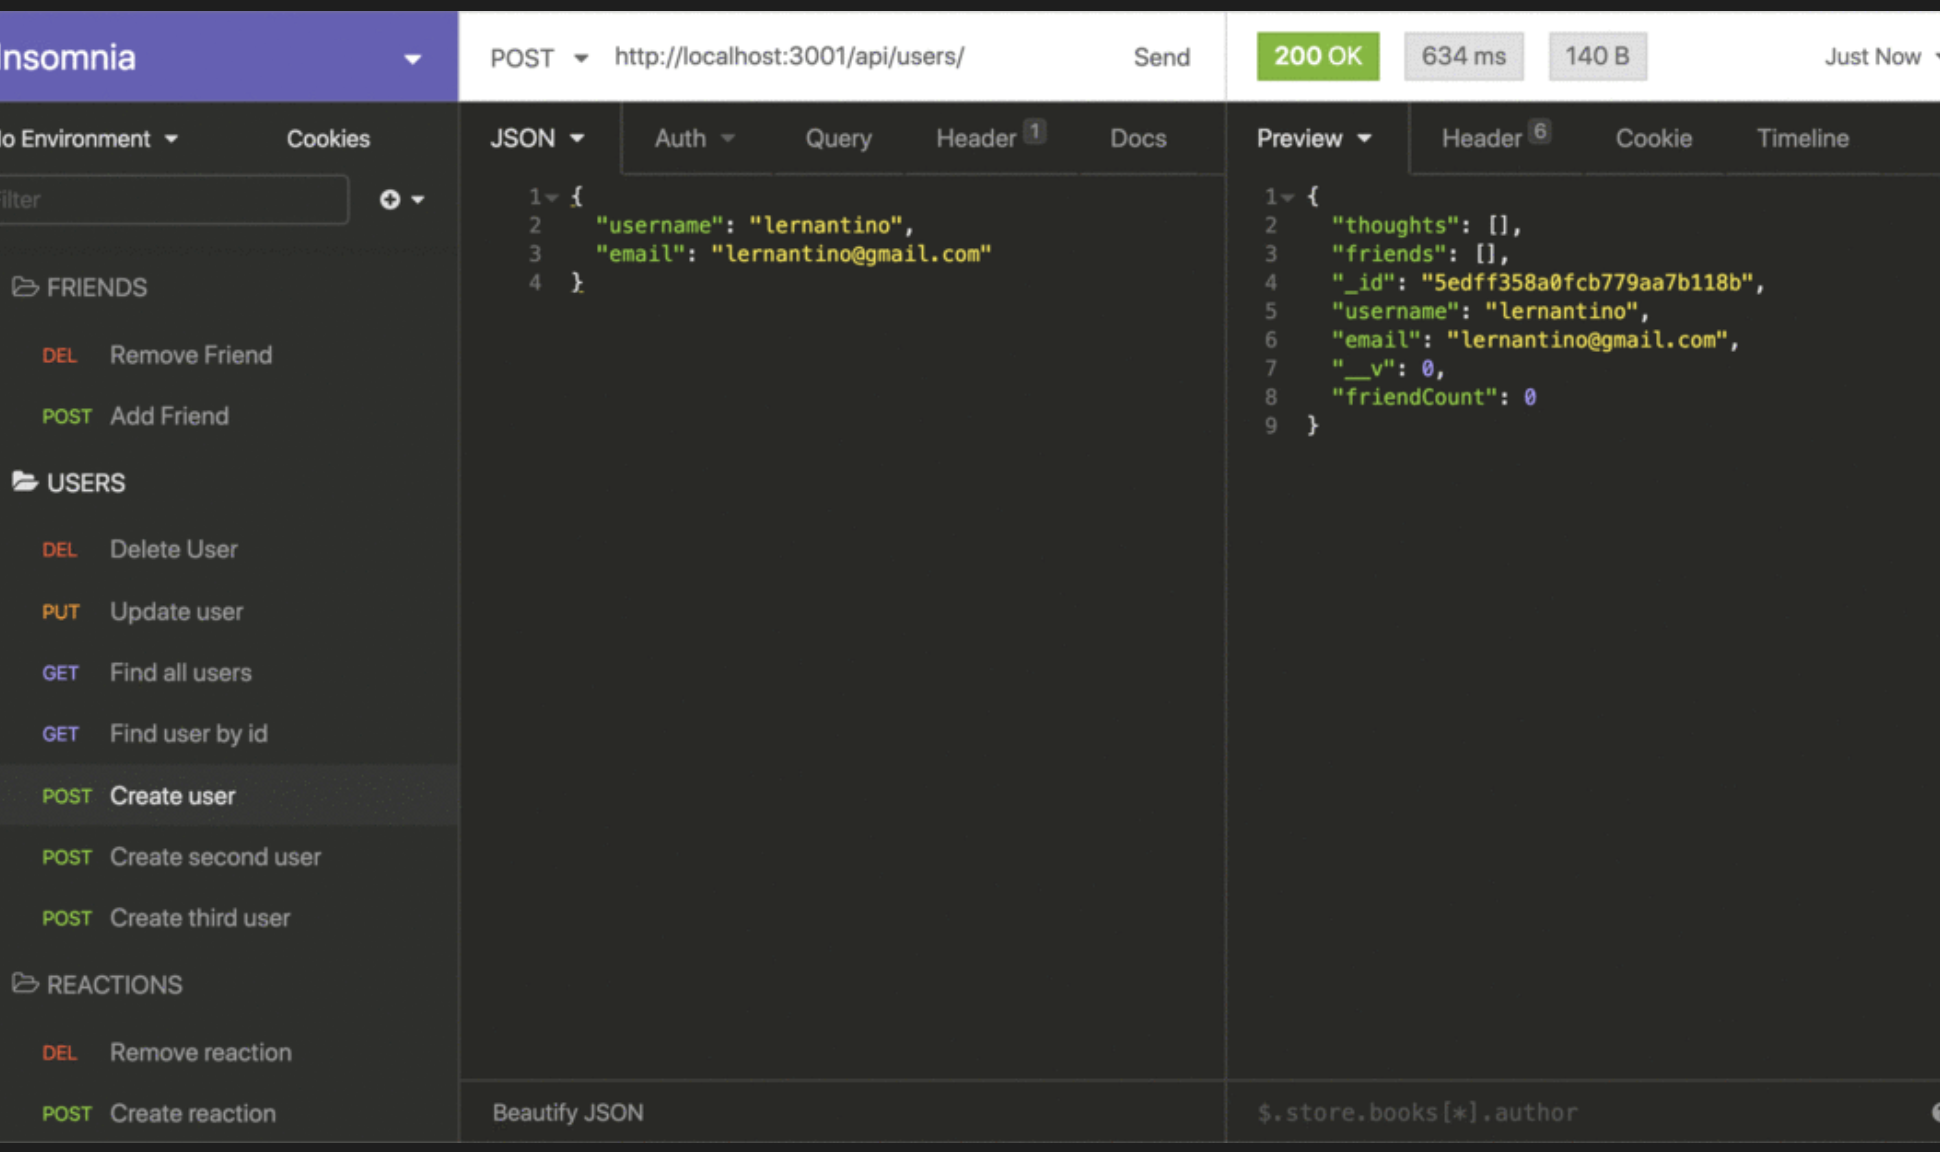 Insomnia
POST http://localhost:3001/api/users/ Send
200 OK 634 ms 140 B Just Now
No Environment Cookies
Filter
FRIENDS
DEL Remove Friend
POST Add Friend
USERS
DEL Delete User
PUT Update user
GET Find all users
GET Find user by id
POST Create user
POST Create second user
POST Create third user
REACTIONS
DEL Remove reaction
POST Create reaction
JSON Auth Query Header 1 Docs
1 {
2 "username": "lernantino",
3 "email": "lernantino@gmail.com"
4 }
Beautify JSON
Preview Header 6 Cookie Timeline
1 {
2 "thoughts": [],
3 "friends": [],
4 "_id": "5edff358a0fcb779aa7b118b",
5 "username": "lernantino",
6 "email": "lernantino@gmail.com",
7 "__v": 0,
8 "friendCount": 0
9 }
$.store.books[*].author